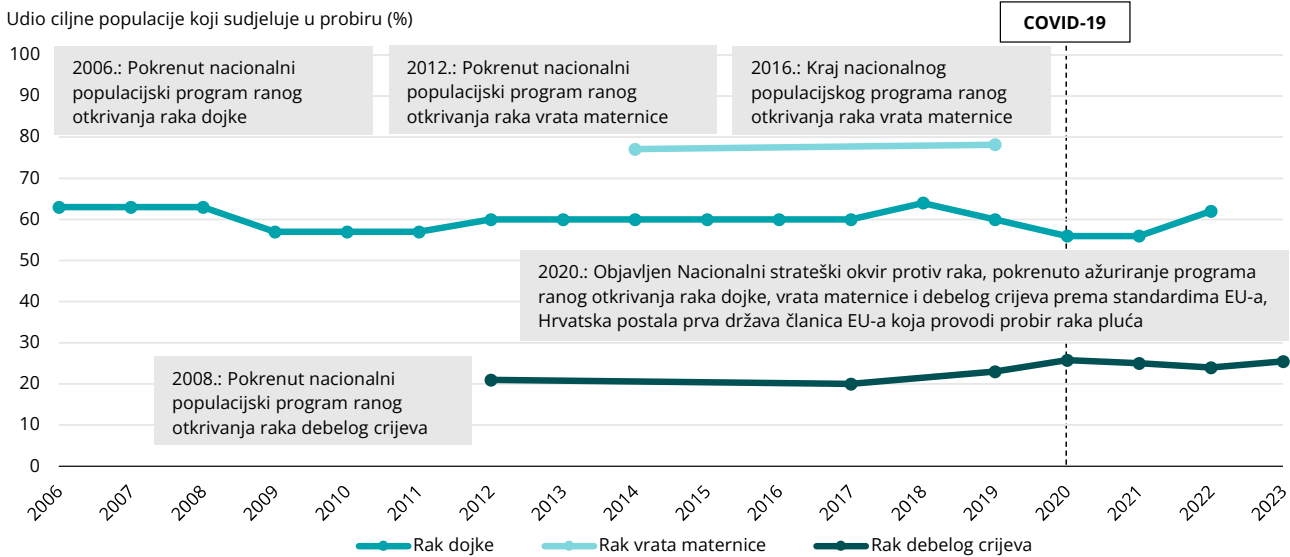 Udio ciljne populacije koji sudjeluje u probiru (%)
COVID-19
100
90
80
70
60
50
40
30
20
10
0
2006.: Pokrenut nacionalni
populacijski program ranog
otkrivanja raka dojke
2012.: Pokrenut nacionalni
populacijski program ranog
otkrivanja raka vrata maternice
2016.: Kraj nacionalnog
populacijskog programa ranog
otkrivanja raka vrata maternice
2020.: Objavljen Nacionalni strateški okvir protiv raka, pokrenuto ažuriranje programa
ranog otkrivanja raka dojke, vrata maternice i debelog crijeva prema standardima EU-a,
Hrvatska postala prva država članica EU-a koja provodi probir raka pluća
2008.: Pokrenut nacionalni
populacijski program ranog
otkrivanja raka debelog crijeva
2006 2007 2008 2009 2010 2011 2012 2013 2014 2015 2016 2017 2018 2019 2020 2021 2022 2023
Rak dojke Rak vrata maternice Rak debelog crijeva